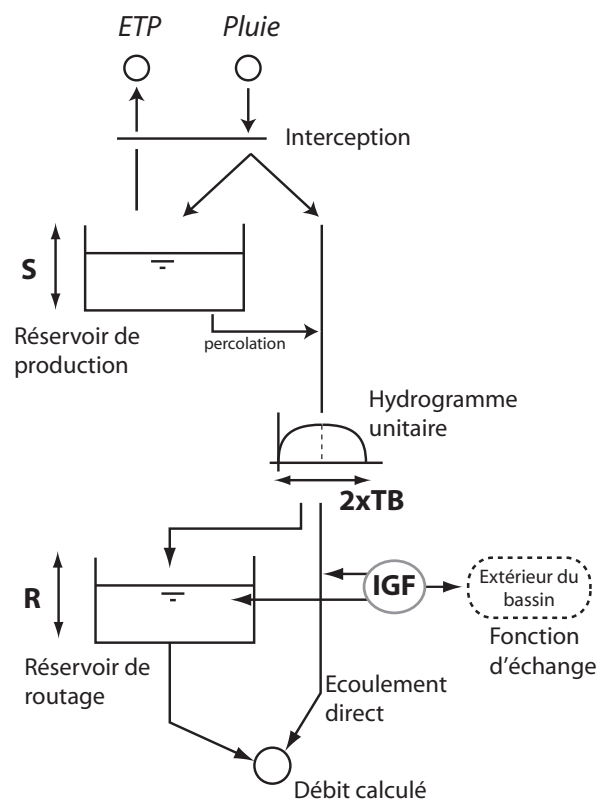 ETP
Pluie
Interception
S
Réservoir de
production
percolation
Hydrogramme
unitaire
2xTB
R
IGF
Extérieur du
bassin
Fonction
d'échange
Réservoir de
routage
Ecoulement
direct
Débit calculé